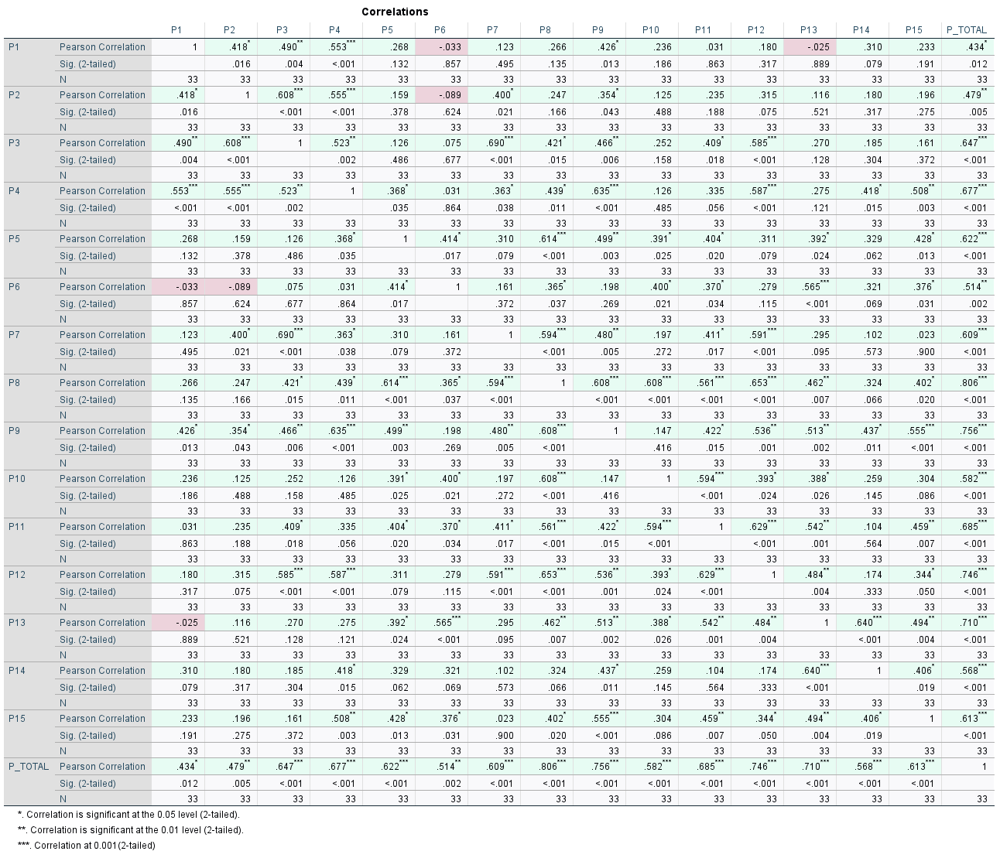 Correlations
P1 P2 P3 P4 P5 P6 P7 P8 P9 P10 P11 P12 P13 P14 P15 P_TOTAL
P1 Pearson Correlation 1 .418* .490** .553*** .268 -.033 .123 .266 .426* .236 .031 .180 -.025 .310 .233 .434*
Sig. (2-tailed) .016 .004 <.001 .132 .857 .495 .135 .013 .186 .863 .317 .889 .079 .191 .012
N 33 33 33 33 33 33 33 33 33 33 33 33 33 33 33 33
P2 Pearson Correlation .418* 1 .608*** .555*** .159 -.089 .400* .247 .354* .125 .235 .315 .116 .180 .196 .479**
Sig. (2-tailed) .016 <.001 <.001 .378 .624 .021 .166 .043 .488 .188 .075 .521 .317 .275 .005
N 33 33 33 33 33 33 33 33 33 33 33 33 33 33 33 33
P3 Pearson Correlation .490** .608*** 1 .523** .126 .075 .690*** .421* .466** .252 .409* .585*** .270 .185 .161 .647***
Sig. (2-tailed) .004 <.001 .002 .486 .677 <.001 .015 .006 .158 .018 <.001 .128 .304 .372 <.001
N 33 33 33 33 33 33 33 33 33 33 33 33 33 33 33 33
P4 Pearson Correlation .553*** .555*** .523** 1 .368* .031 .363* .439* .635*** .126 .335 .587*** .275 .418* .508** .677***
Sig. (2-tailed) <.001 <.001 .002 .035 .864 .038 .011 <.001 .485 .056 <.001 .121 .015 .003 <.001
N 33 33 33 33 33 33 33 33 33 33 33 33 33 33 33 33
P5 Pearson Correlation .268 .159 .126 .368* 1 .414* .310 .614*** .499** .391* .404* .311 .392* .329 .428* .622***
Sig. (2-tailed) .132 .378 .486 .035 .017 .079 <.001 .003 .025 .020 .079 .024 .062 .013 <.001
N 33 33 33 33 33 33 33 33 33 33 33 33 33 33 33 33
P6 Pearson Correlation -.033 -.089 .075 .031 .414* 1 .161 .365* .198 .400* .370* .279 .565*** .321 .376* .514**
Sig. (2-tailed) .857 .624 .677 .864 .017 .372 .037 .269 .021 .034 .115 <.001 .069 .031 .002
N 33 33 33 33 33 33 33 33 33 33 33 33 33 33 33 33
P7 Pearson Correlation .123 .400* .690*** .363* .310 .161 1 .594*** .480** .197 .411* .591*** .295 .102 .023 .609***
Sig. (2-tailed) .495 .021 <.001 .038 .079 .372 <.001 .005 .272 .017 <.001 .095 .573 .900 <.001
N 33 33 33 33 33 33 33 33 33 33 33 33 33 33 33 33
P8 Pearson Correlation .266 .247 .421* .439* .614*** .365* .594*** 1 .608*** .608*** .561*** .653*** .462** .324 .402* .806***
Sig. (2-tailed) .135 .166 .015 .011 <.001 .037 <.001 <.001 <.001 <.001 <.001 .007 .066 .020 <.001
N 33 33 33 33 33 33 33 33 33 33 33 33 33 33 33 33
P9 Pearson Correlation .426* .354* .466** .635*** .499** .198 .480** .608*** 1 .147 .422* .536** .513** .437* .555*** .756***
Sig. (2-tailed) .013 .043 .006 <.001 .003 .269 .005 <.001 .416 .015 .001 .002 .011 <.001 <.001
N 33 33 33 33 33 33 33 33 33 33 33 33 33 33 33 33
P10 Pearson Correlation .236 .125 .252 .126 .391* .400* .197 .608*** .147 1 .594*** .393* .388* .259 .304 .582***
Sig. (2-tailed) .186 .488 .158 .485 .025 .021 .272 <.001 .416 <.001 .024 .026 .145 .086 <.001
N 33 33 33 33 33 33 33 33 33 33 33 33 33 33 33 33
P11 Pearson Correlation .031 .235 .409* .335 .404* .370* .411* .561*** .422* .594*** 1 .629*** .542** .104 .459** .685***
Sig. (2-tailed) .863 .188 .018 .056 .020 .034 .017 <.001 .015 <.001 <.001 .001 .564 .007 <.001
N 33 33 33 33 33 33 33 33 33 33 33 33 33 33 33 33
P12 Pearson Correlation .180 .315 .585*** .587*** .311 .279 .591*** .653*** .536** .393* .629*** 1 .484** .174 .344* .746***
Sig. (2-tailed) .317 .075 <.001 <.001 .079 .115 <.001 <.001 .001 .024 <.001 .004 .333 .050 <.001
N 33 33 33 33 33 33 33 33 33 33 33 33 33 33 33 33
P13 Pearson Correlation -.025 .116 .270 .275 .392* .565*** .295 .462** .513** .388* .542** .484** 1 .640*** .494** .710***
Sig. (2-tailed) .889 .521 .128 .121 .024 <.001 .095 .007 .002 .026 .001 .004 <.001 .004 <.001
N 33 33 33 33 33 33 33 33 33 33 33 33 33 33 33 33
P14 Pearson Correlation .310 .180 .185 .418* .329 .321 .102 .324 .437* .259 .104 .174 .640*** 1 .406* .568***
Sig. (2-tailed) .079 .317 .304 .015 .062 .069 .573 .066 .011 .145 .564 .333 <.001 .019 <.001
N 33 33 33 33 33 33 33 33 33 33 33 33 33 33 33 33
P15 Pearson Correlation .233 .196 .161 .508** .428* .376* .023 .402* .555*** .304 .459** .344* .494** .406* 1 .613***
Sig. (2-tailed) .191 .275 .372 .003 .013 .031 .900 .020 <.001 .086 .007 .050 .004 .019 <.001
N 33 33 33 33 33 33 33 33 33 33 33 33 33 33 33 33
P_TOTAL Pearson Correlation .434* .479** .647*** .677*** .622*** .514** .609*** .806*** .756*** .582*** .685*** .746*** .710*** .568*** .613*** 1
Sig. (2-tailed) .012 .005 <.001 <.001 <.001 .002 <.001 <.001 <.001 <.001 <.001 <.001 <.001 <.001 <.001
N 33 33 33 33 33 33 33 33 33 33 33 33 33 33 33 33
*. Correlation is significant at the 0.05 level (2-tailed).
**. Correlation is significant at the 0.01 level (2-tailed).
***. Correlation at 0.001(2-tailed)